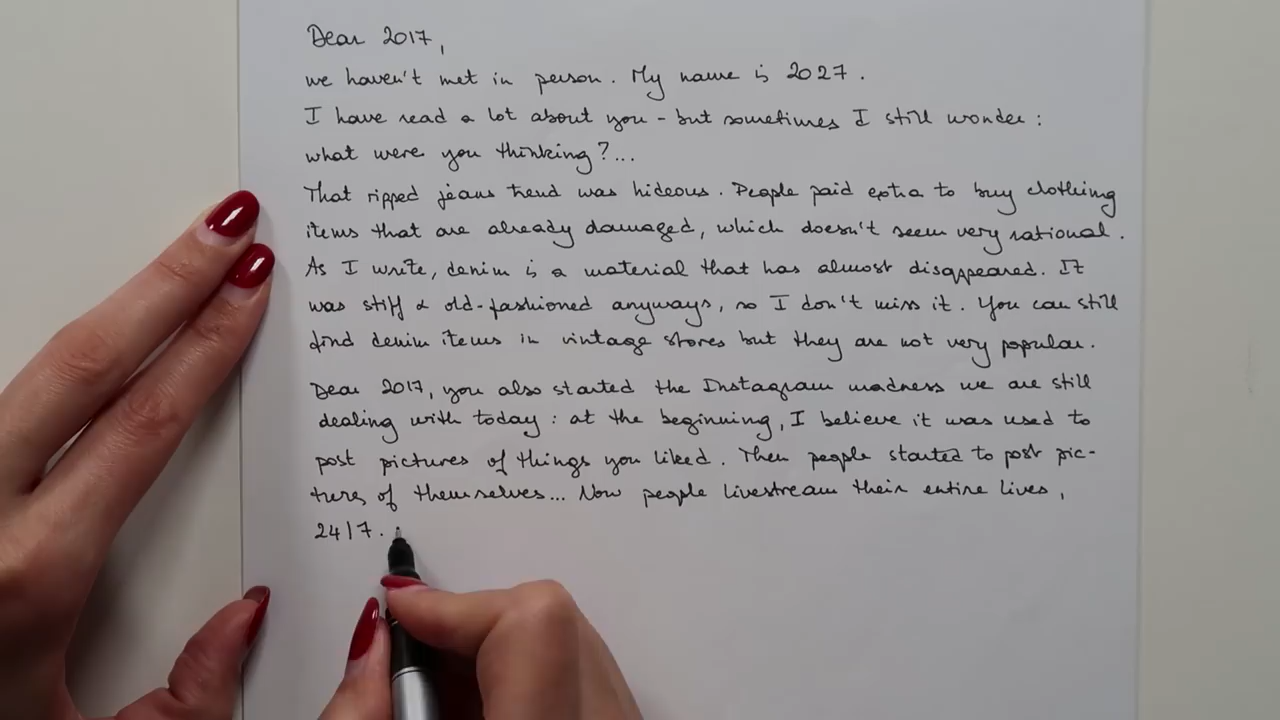 Dear 2017,
we haven't met in person. My name is 2027.
I have read a lot about you - but sometimes I still wonder:
what were you thinking?...
That ripped jeans trend was hideous. People paid extra to buy clothing
items that are already damaged, which doesn't seem very rational.
As I write, denim is a material that has almost disappeared. It
was stiff & old-fashioned anyways, so I don't miss it. You can still
find denim items in vintage stores but they are not very popular.
Dear 2017, you also started the Instagram madness we are still
dealing with today: at the beginning, I believe it was used to
post pictures of things you liked. Then people started to post pic-
tures of themselves... Now people livestream their entire lives,
24/7.